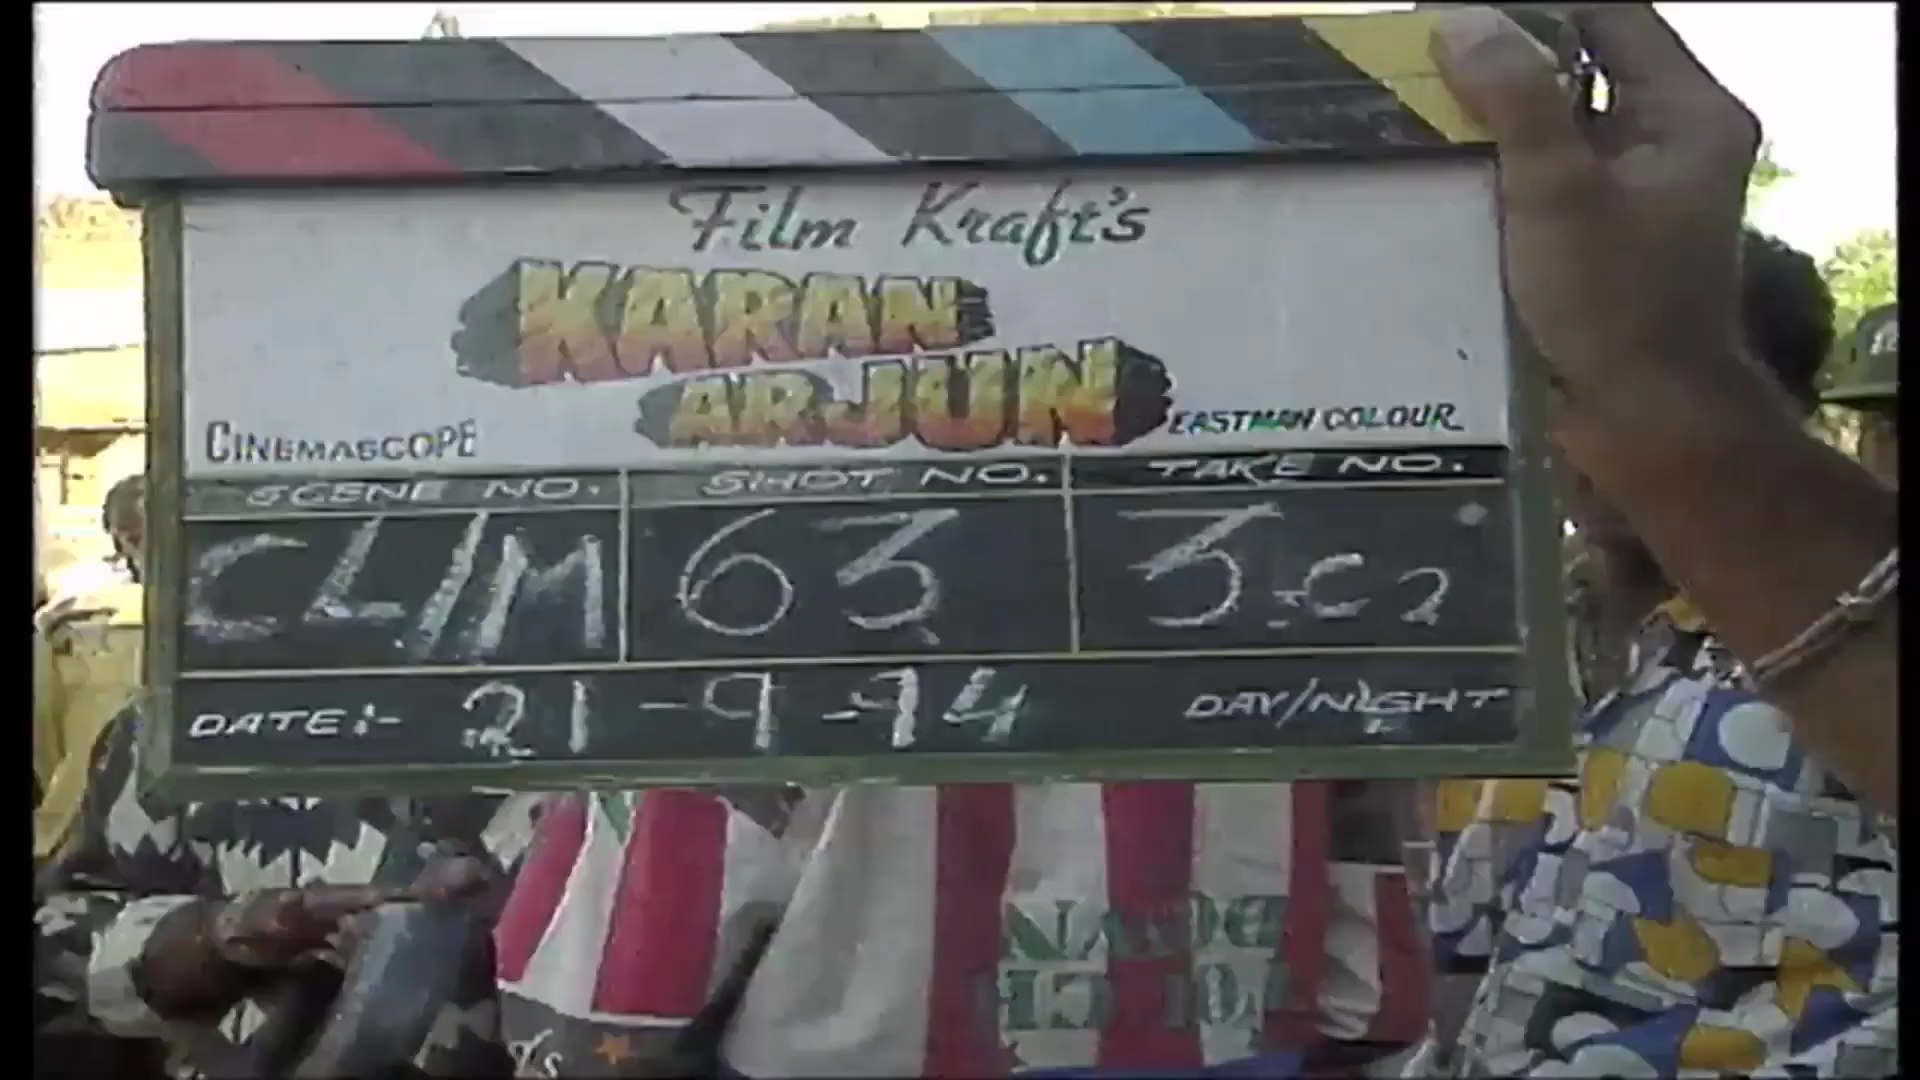 Film Kraft's
KARAN
ARJUN
CINEMASCOPE
EASTMAN COLOUR
SCENE NO. SHOT NO. TAKE NO.
CL/M 63 3-C2
DATE:- 21-9-94 DAY/NIGHT